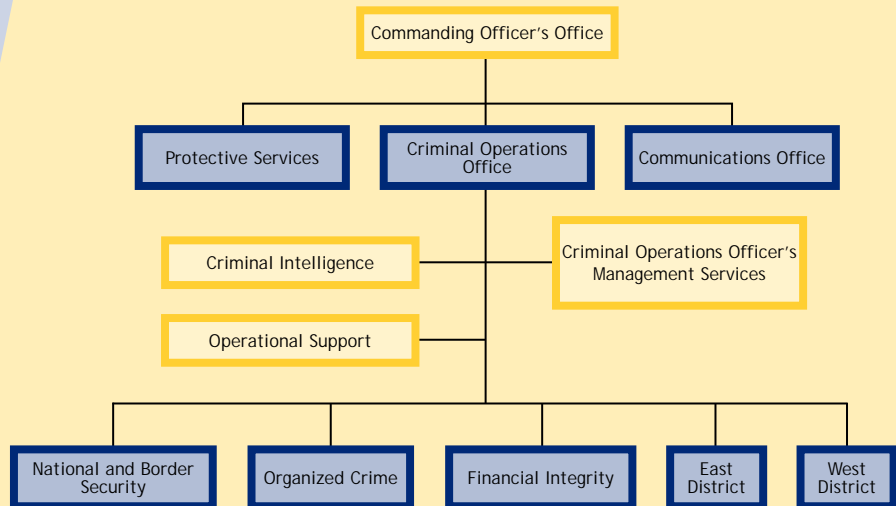 Commanding Officer's Office
Protective Services
Criminal Operations
Office
Communications Office
Criminal Intelligence
Criminal Operations Officer's
Management Services
Operational Support
National and Border
Security
Organized Crime
Financial Integrity
East
District
West
District